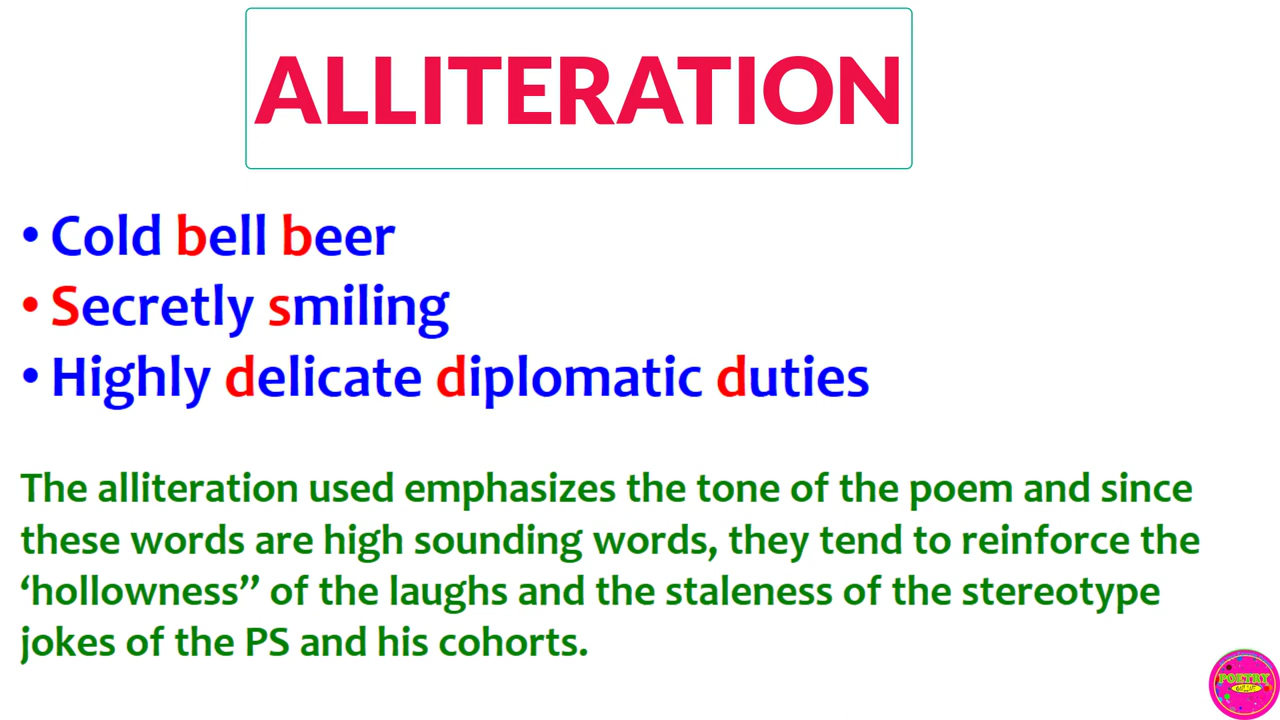 ALLITERATION
• Cold bell beer
• Secretly smiling
• Highly delicate diplomatic duties
The alliteration used emphasizes the tone of the poem and since
these words are high sounding words, they tend to reinforce the
‘hollowness” of the laughs and the staleness of the stereotype
jokes of the PS and his cohorts.
POETRY